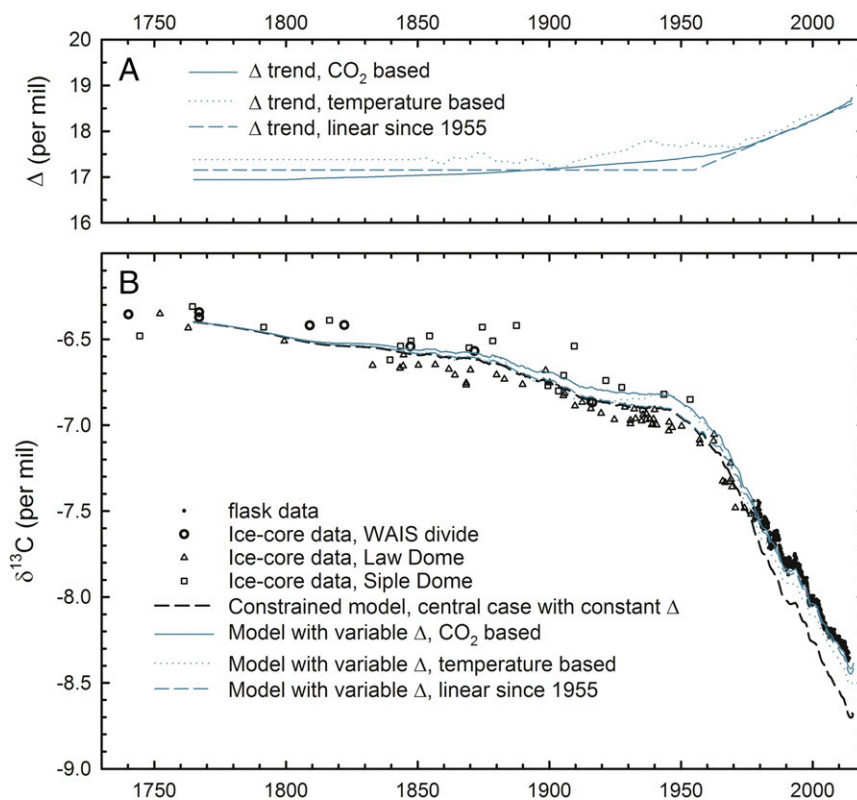 1750 1800 1850 1900 1950 2000
A
Δ (per mil)
20
19
18
17
16
Δ trend, CO₂ based
Δ trend, temperature based
Δ trend, linear since 1955
B
δ¹³C (per mil)
-6.5
-7.0
-7.5
-8.0
-8.5
-9.0
flask data
Ice-core data, WAIS divide
Ice-core data, Law Dome
Ice-core data, Siple Dome
Constrained model, central case with constant Δ
Model with variable Δ, CO₂ based
Model with variable Δ, temperature based
Model with variable Δ, linear since 1955
1750 1800 1850 1900 1950 2000